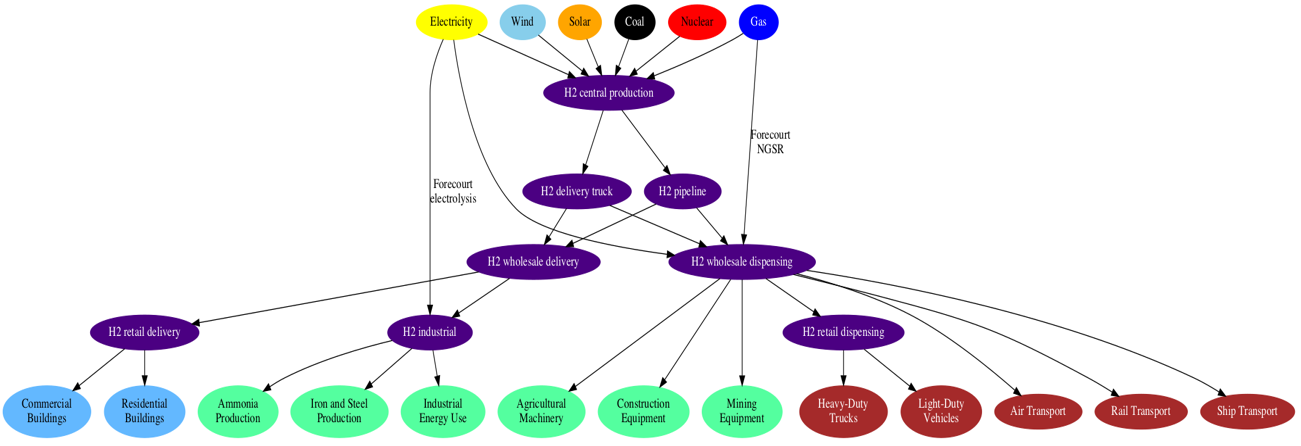 Electricity
Wind
Solar
Coal
Nuclear
Gas
H2 central production
Forecourt
NGSR
Forecourt
electrolysis
H2 delivery truck
H2 pipeline
H2 wholesale delivery
H2 wholesale dispensing
H2 retail delivery
H2 industrial
H2 retail dispensing
Commercial
Buildings
Residential
Buildings
Ammonia
Production
Iron and Steel
Production
Industrial
Energy Use
Agricultural
Machinery
Construction
Equipment
Mining
Equipment
Heavy-Duty
Trucks
Light-Duty
Vehicles
Air Transport
Rail Transport
Ship Transport